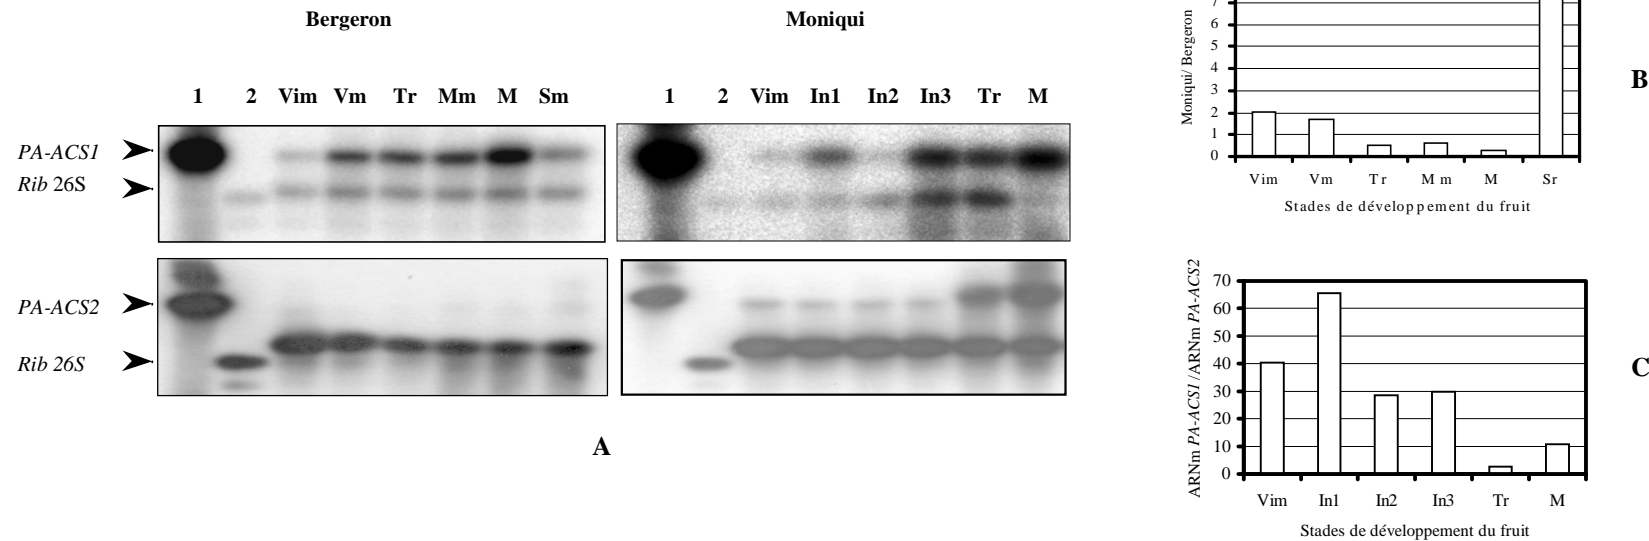 Bergeron
Moniqui
1 2 Vim Vm Tr Mm M Sm
1 2 Vim In1 In2 In3 Tr M
PA-ACS1
Rib 26S
PA-ACS2
Rib 26S
A
Moniqui/ Bergeron
7
6
5
4
3
2
1
0
Vim Vm Tr Mm M Sr
Stades de développement du fruit
B
ARNm PA-ACS1 /ARNm PA-ACS2
70
60
50
40
30
20
10
0
Vim In1 In2 In3 Tr M
Stades de développement du fruit
C